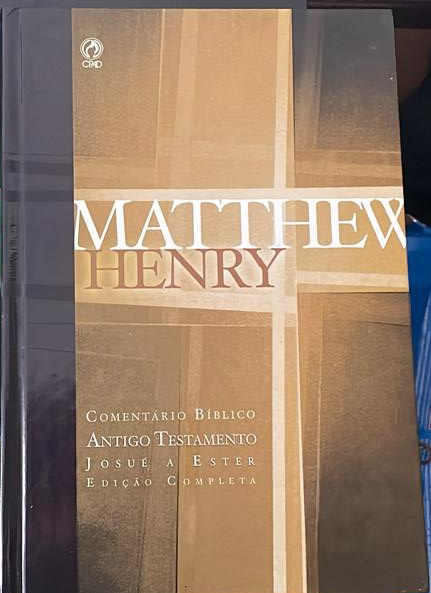 CPAD
MATTHEW
HENRY
COMENTÁRIO BÍBLICO
ANTIGO TESTAMENTO
JOSUÉ A ESTER
EDIÇÃO COMPLETA